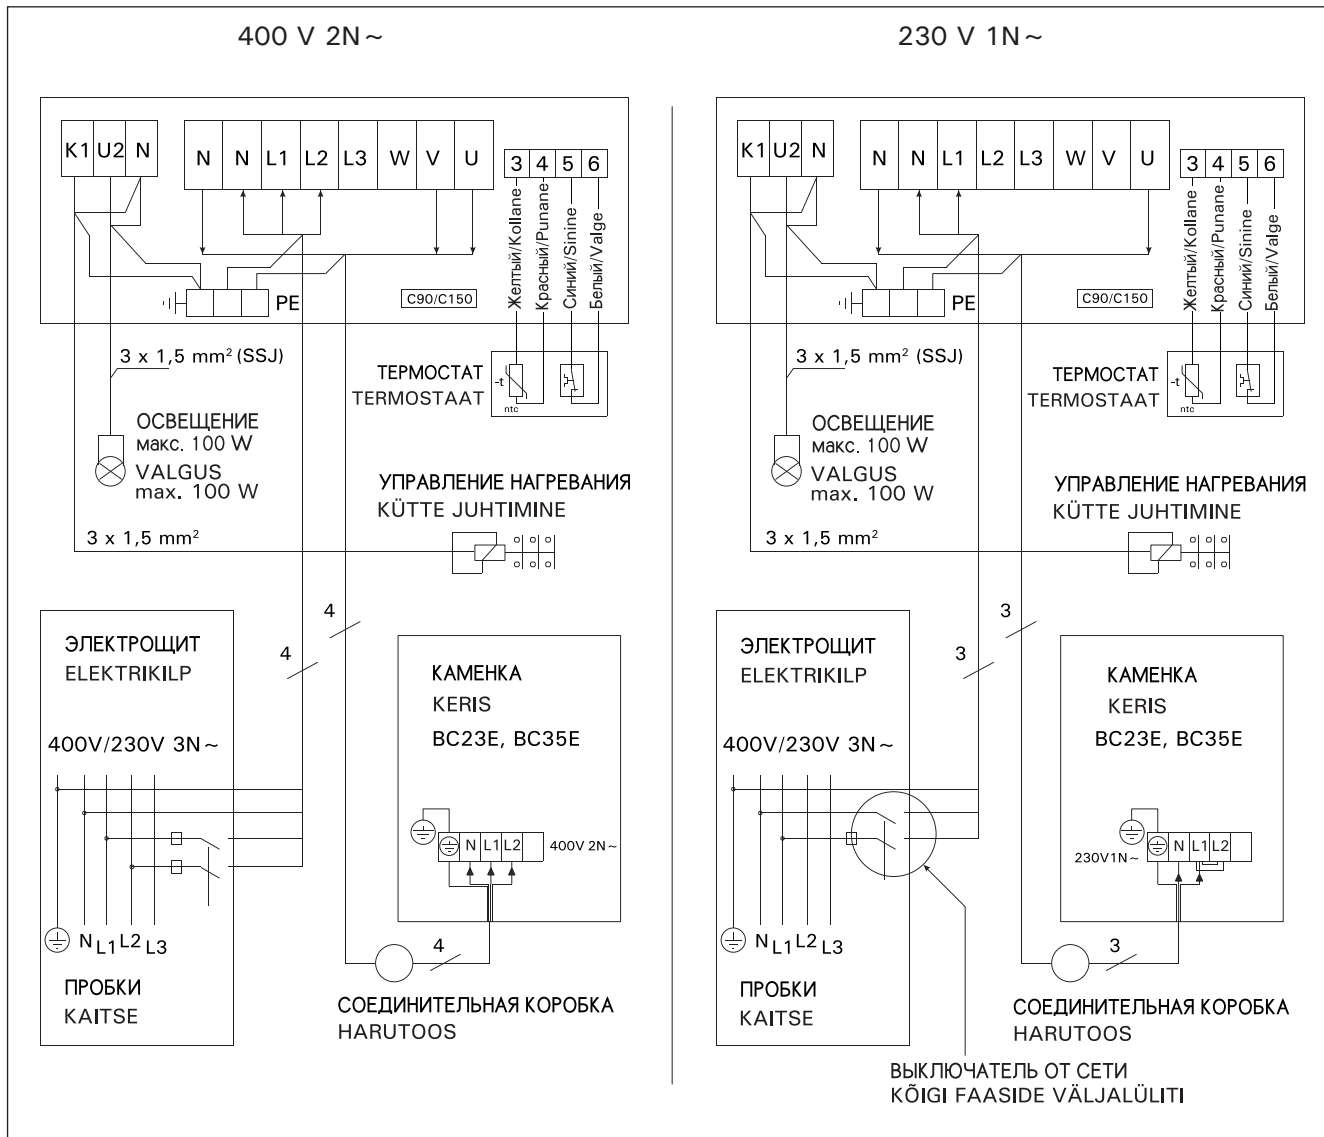 400 V 2N~
K1 U2 N
N N L1 L2 L3 W V U
3 4 5 6
Желтый/Kollane
Красный/Punane
Синий/Sinine
Белый/Valge
PE
C90/C150
3 x 1,5 mm² (SSJ)
ТЕРМОСТАТ
TERMOSTAAT
-t
ntc
ОСВЕЩЕНИЕ
макс. 100 W
VALGUS
max. 100 W
УПРАВЛЕНИЕ НАГРЕВАНИЯ
KÜTTE JUHTIMINE
3 x 1,5 mm²
4
4
ЭЛЕКТРОЩИТ
ELEKTRIKILP
400V/230V 3N~
N L1 L2 L3
ПРОБКИ
KAITSE
КАМЕНКА
KERIS
BC23E, BC35E
N L1 L2
400V 2N~
4
СОЕДИНИТЕЛЬНАЯ КОРОБКА
HARUTOOS
230 V 1N~
K1 U2 N
N N L1 L2 L3 W V U
3 4 5 6
Желтый/Kollane
Красный/Punane
Синий/Sinine
Белый/Valge
PE
C90/C150
3 x 1,5 mm² (SSJ)
ТЕРМОСТАТ
TERMOSTAAT
-t
ntc
ОСВЕЩЕНИЕ
макс. 100 W
VALGUS
max. 100 W
УПРАВЛЕНИЕ НАГРЕВАНИЯ
KÜTTE JUHTIMINE
3 x 1,5 mm²
3
3
ЭЛЕКТРОЩИТ
ELEKTRIKILP
400V/230V 3N~
N L1 L2 L3
ПРОБКИ
KAITSE
КАМЕНКА
KERIS
BC23E, BC35E
N L1 L2
230V1N~
3
СОЕДИНИТЕЛЬНАЯ КОРОБКА
HARUTOOS
ВЫКЛЮЧАТЕЛЬ ОТ СЕТИ
KÕIGI FAASIDE VÄLJALÜLITI